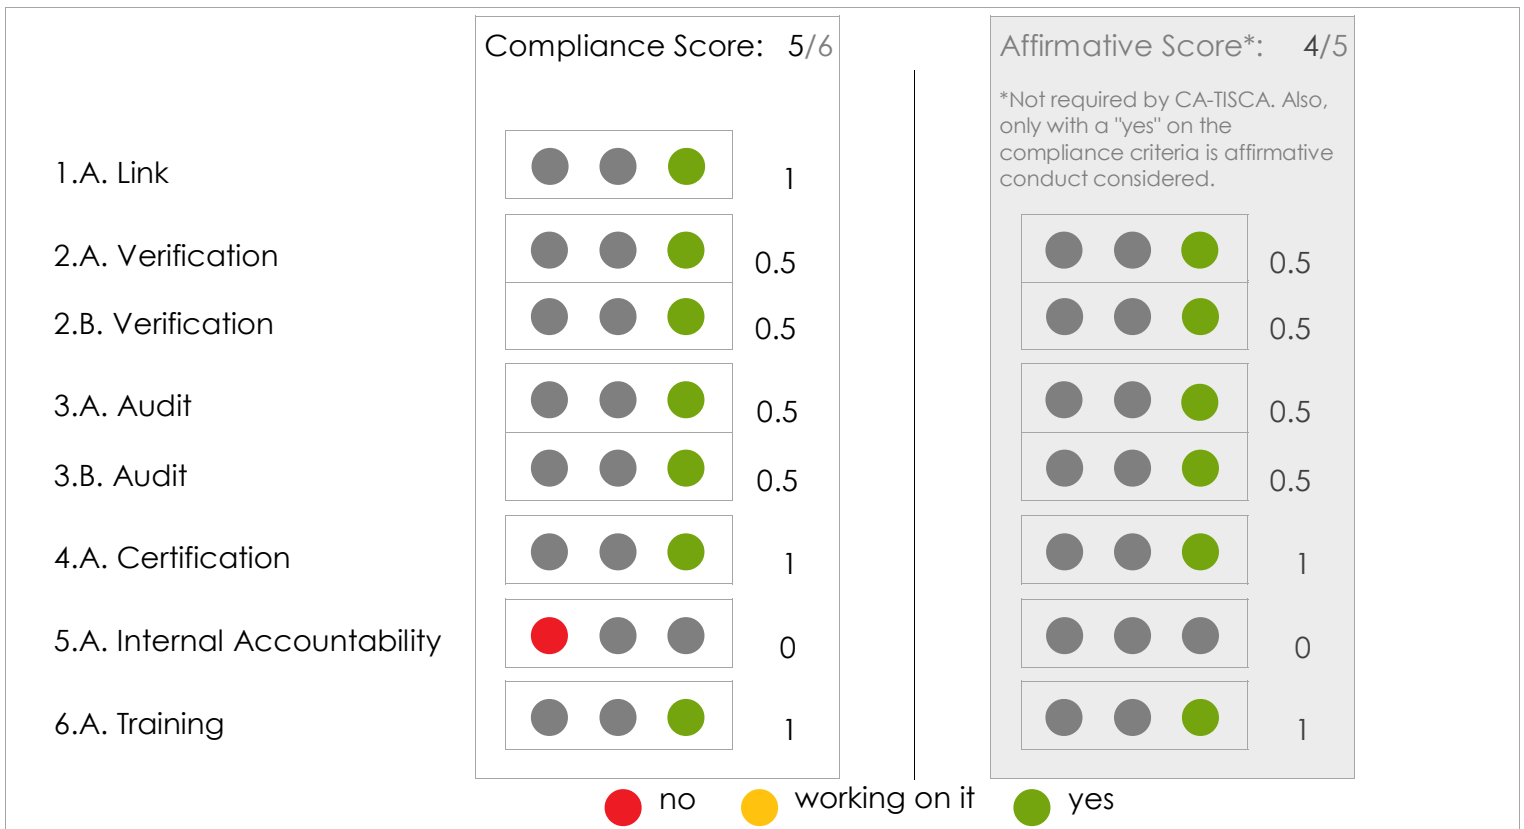 Compliance Score: 5/6
Affirmative Score*: 4/5
*Not required by CA-TISCA. Also,
only with a "yes" on the
compliance criteria is affirmative
conduct considered.
1.A. Link 1
2.A. Verification 0.5 0.5
2.B. Verification 0.5 0.5
3.A. Audit 0.5 0.5
3.B. Audit 0.5 0.5
4.A. Certification 1 1
5.A. Internal Accountability 0 0
6.A. Training 1 1
no working on it yes